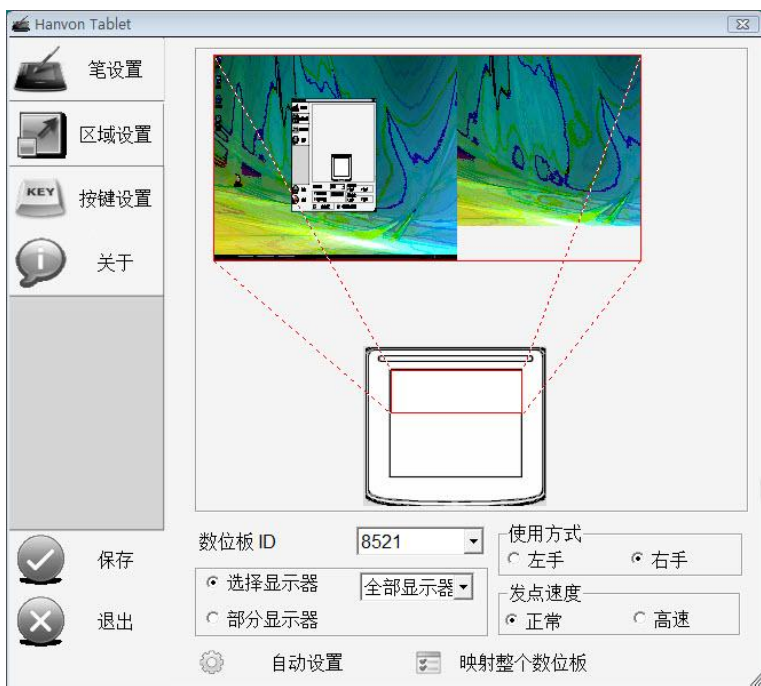 Hanvon Tablet
笔设置
区域设置
KEY
按键设置
i
关于
数位板 ID
8521
使用方式
左手
右手
选择显示器
全部显示器
部分显示器
发点速度
正常
高速
保存
退出
自动设置
映射整个数位板